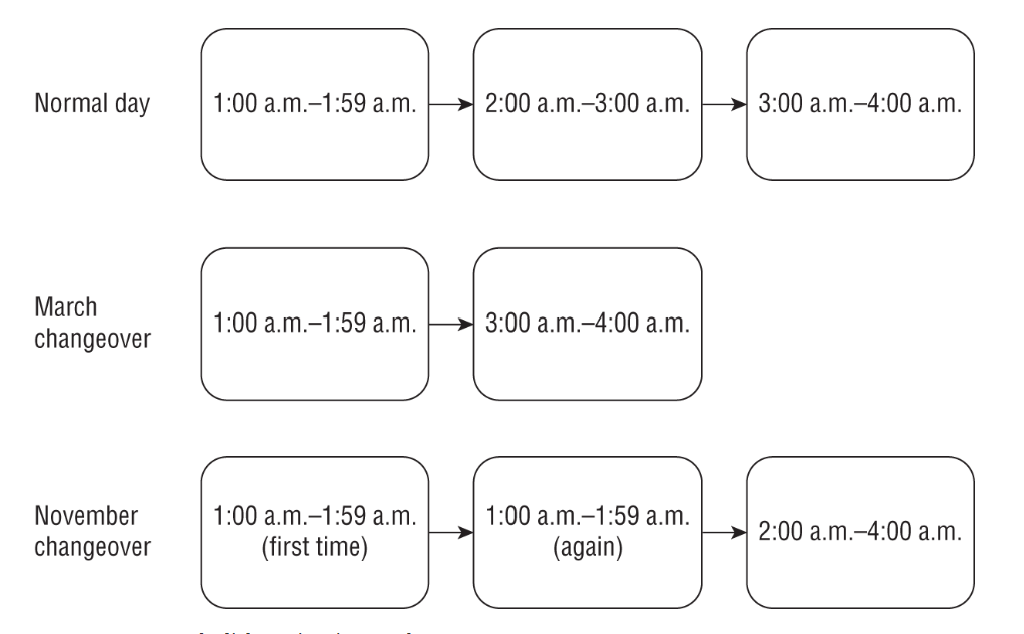 Normal day
1:00 a.m.–1:59 a.m.
2:00 a.m.–3:00 a.m.
3:00 a.m.–4:00 a.m.
March
changeover
1:00 a.m.–1:59 a.m.
3:00 a.m.–4:00 a.m.
November
changeover
1:00 a.m.–1:59 a.m.
(first time)
1:00 a.m.–1:59 a.m.
(again)
2:00 a.m.–4:00 a.m.